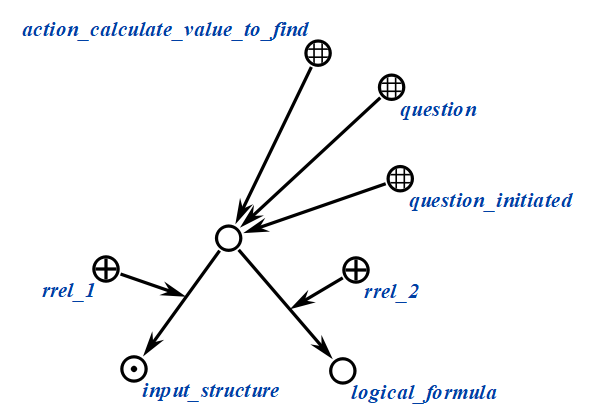 action_calculate_value_to_find
question
question_initiated
rrel_1
rrel_2
input_structure
logical_formula